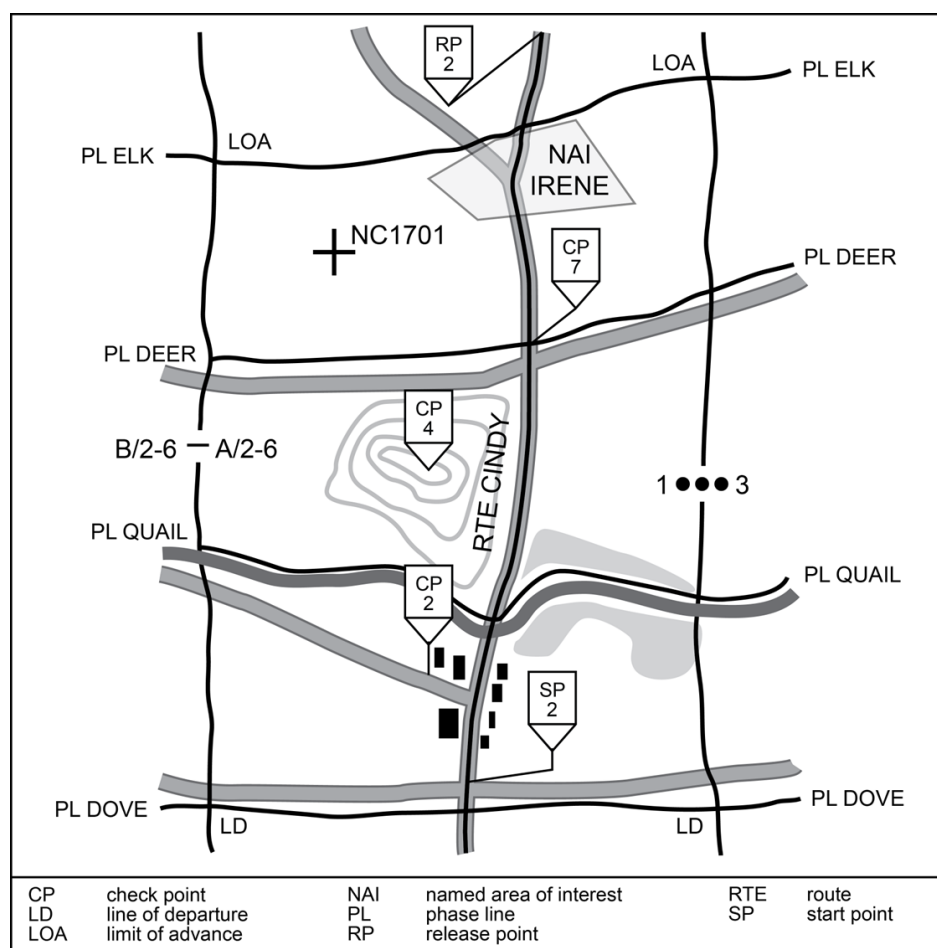 RP
2
LOA
PL ELK
LOA
PL ELK
NAI
IRENE
NC1701
CP
7
PL DEER
PL DEER
CP
4
RTE CINDY
B/2-6 A/2-6
1 ●●● 3
PL QUAIL
PL QUAIL
CP
2
SP
2
PL DOVE
PL DOVE
LD
LD
CP check point
LD line of departure
LOA limit of advance
NAI named area of interest
PL phase line
RP release point
RTE route
SP start point